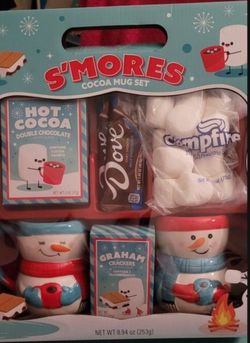 S'MORES
COCOA MUG SET
HOT
COCOA
DOUBLE CHOCOLATE
Dove
Campfire
GRAHAM
CRACKERS
NET WT 8.94 OZ (253g)